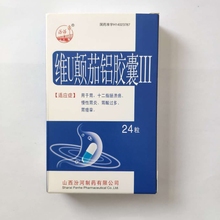 维U颠茄铝胶囊III
【适应症】
胃于胃、十二指肠溃疡、
慢性胃炎、胃酸过多、
胃痉挛。
24粒
山西汾河制药有限公司
Shanxi Fenhe Pharmaceutical Co.,Ltd